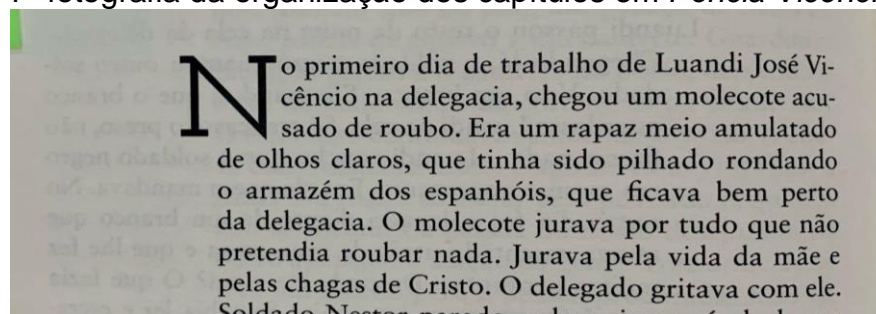 fotografia da organização dos capítulos em Ponciá Vicêncio
No primeiro dia de trabalho de Luandi José Vi-
cêncio na delegacia, chegou um molecote acu-
sado de roubo. Era um rapaz meio amulatado
de olhos claros, que tinha sido pilhado rondando
o armazém dos espanhóis, que ficava bem perto
da delegacia. O molecote jurava por tudo que não
pretendia roubar nada. Jurava pela vida da mãe e
pelas chagas de Cristo. O delegado gritava com ele.
Soldado Nestor